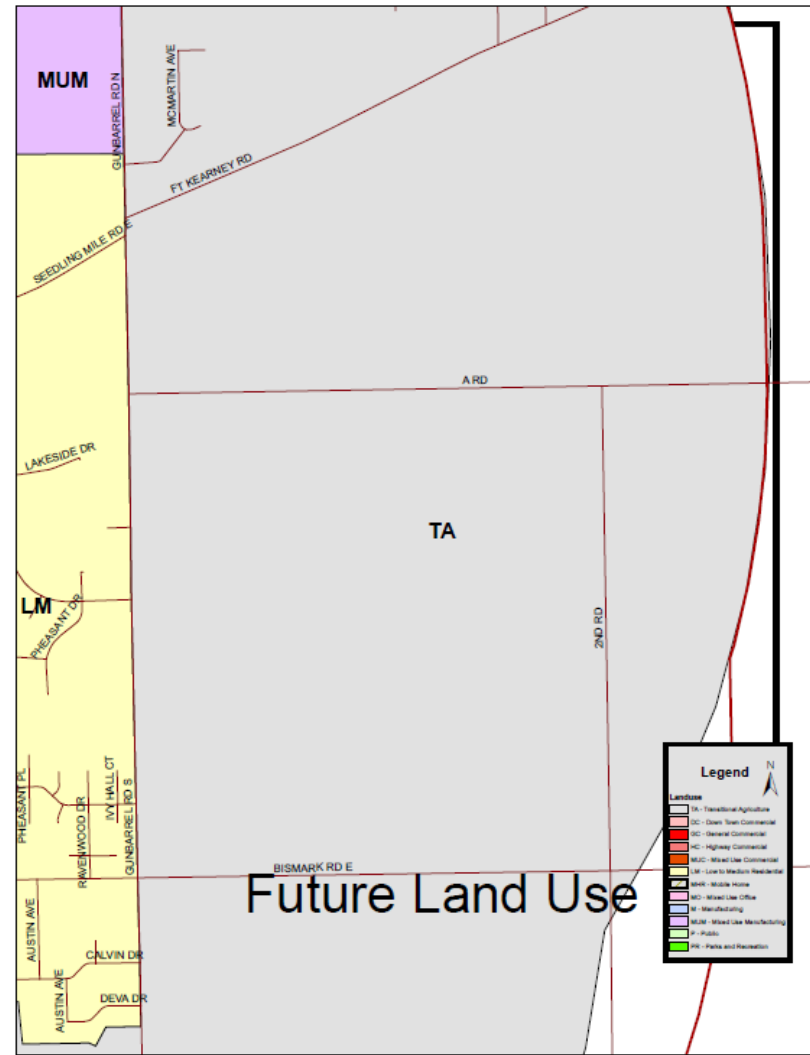 MUM
GUNBARREL RD N
MCMARTIN AVE
FT KEARNEY RD
SEEDLING MILE RD E
A RD
LAKESIDE DR
TA
LM
PHEASANT DR
2ND RD
PHEASANT PL
RAVENWOOD DR
IVY HALL CT
GUNBARREL RD S
BISMARK RD E
Future Land Use
AUSTIN AVE
CALVIN DR
AUSTIN AVE
DEVA DR
Legend
N
Landuse
TA - Transitional Agriculture
DC - Down Town Commercial
GC - General Commercial
HC - Highway Commercial
MUC - Mixed Use Commercial
LM - Low to Medium Residential
MHR - Mobile Home
MO - Mixed Use Office
M - Manufacturing
MUM - Mixed Use Manufacturing
P - Public
PR - Parks and Recreation